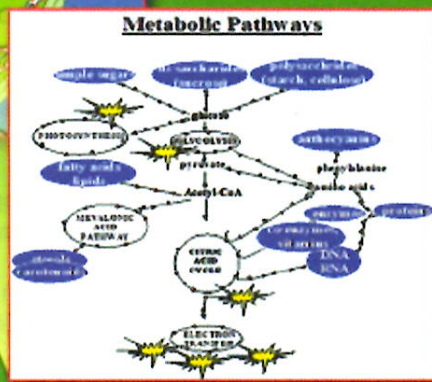 Metabolic Pathways
simple sugar
disaccharides
(sucrose)
polysaccharides
(starch, cellulose)
glucose
PHOTOSYNTHESIS
GLYCOLYSIS
anthocyanins
pyruvate
phenylalanine
fatty acids
lipids
amino acids
Acetyl-CoA
MEVALONIC
ACID
PATHWAY
enzymes
proteins
coenzymes
vitamins
CITRIC
ACID
CYCLE
DNA
RNA
carotenoids
ELECTRON
TRANSFER